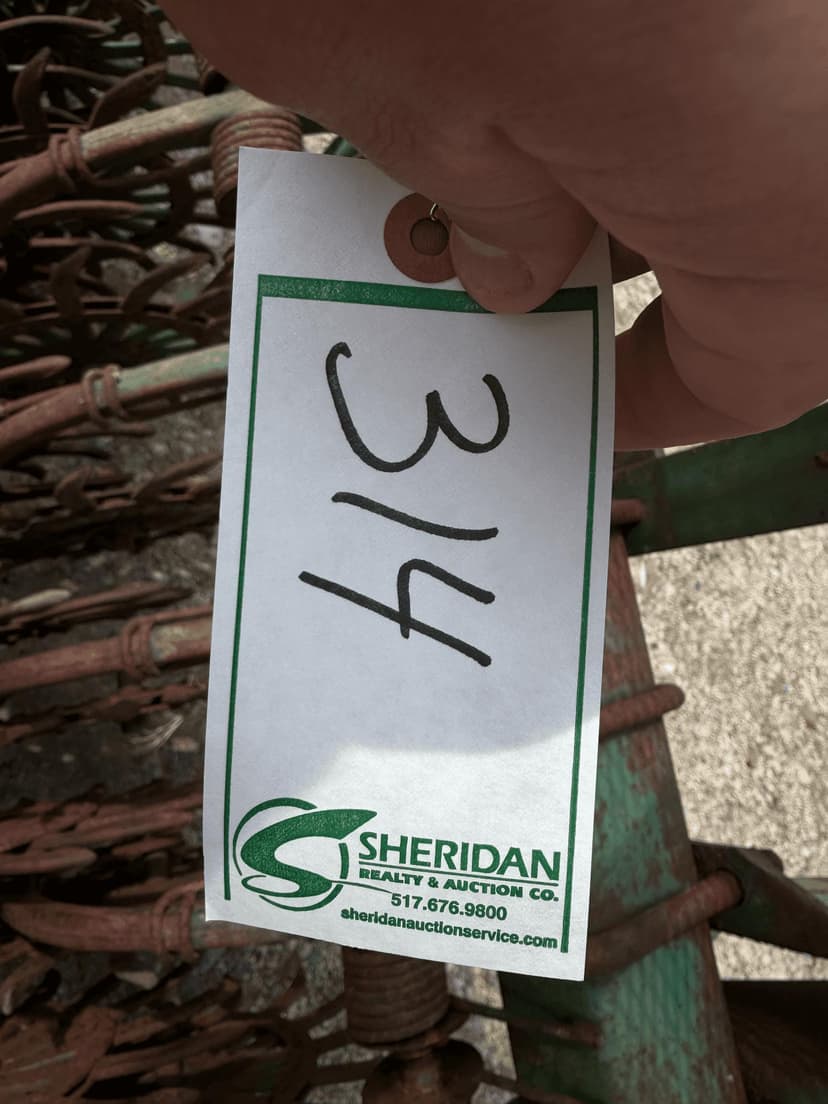 314
SHERIDAN
REALTY & AUCTION CO.
517.676.9800
sheridanauctionservice.com